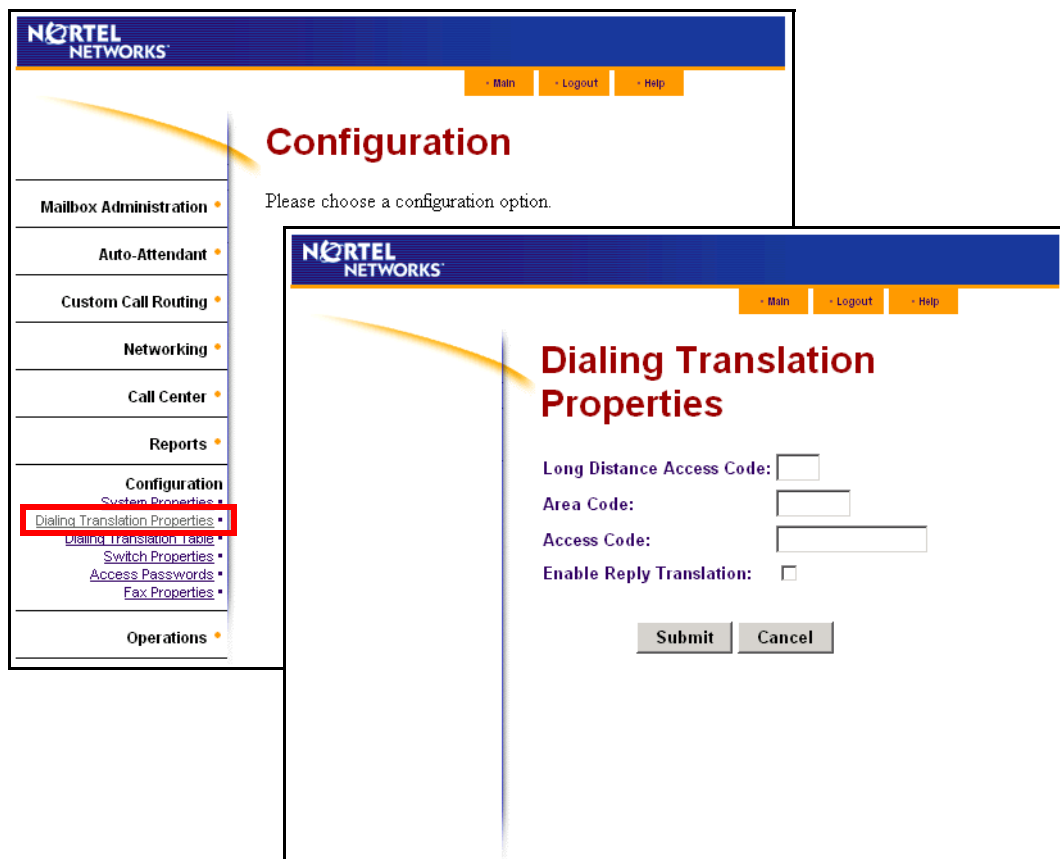 NORTEL
NETWORKS
• Main • Logout • Help
Configuration
Please choose a configuration option.
Mailbox Administration •
Auto-Attendant •
Custom Call Routing •
Networking •
Call Center •
Reports •
Configuration
System Properties •
Dialing Translation Properties •
Dialing Translation Table •
Switch Properties •
Access Passwords •
Fax Properties •
Operations •
NORTEL
NETWORKS
• Main • Logout • Help
Dialing Translation
Properties
Long Distance Access Code:
Area Code:
Access Code:
Enable Reply Translation:
Submit Cancel